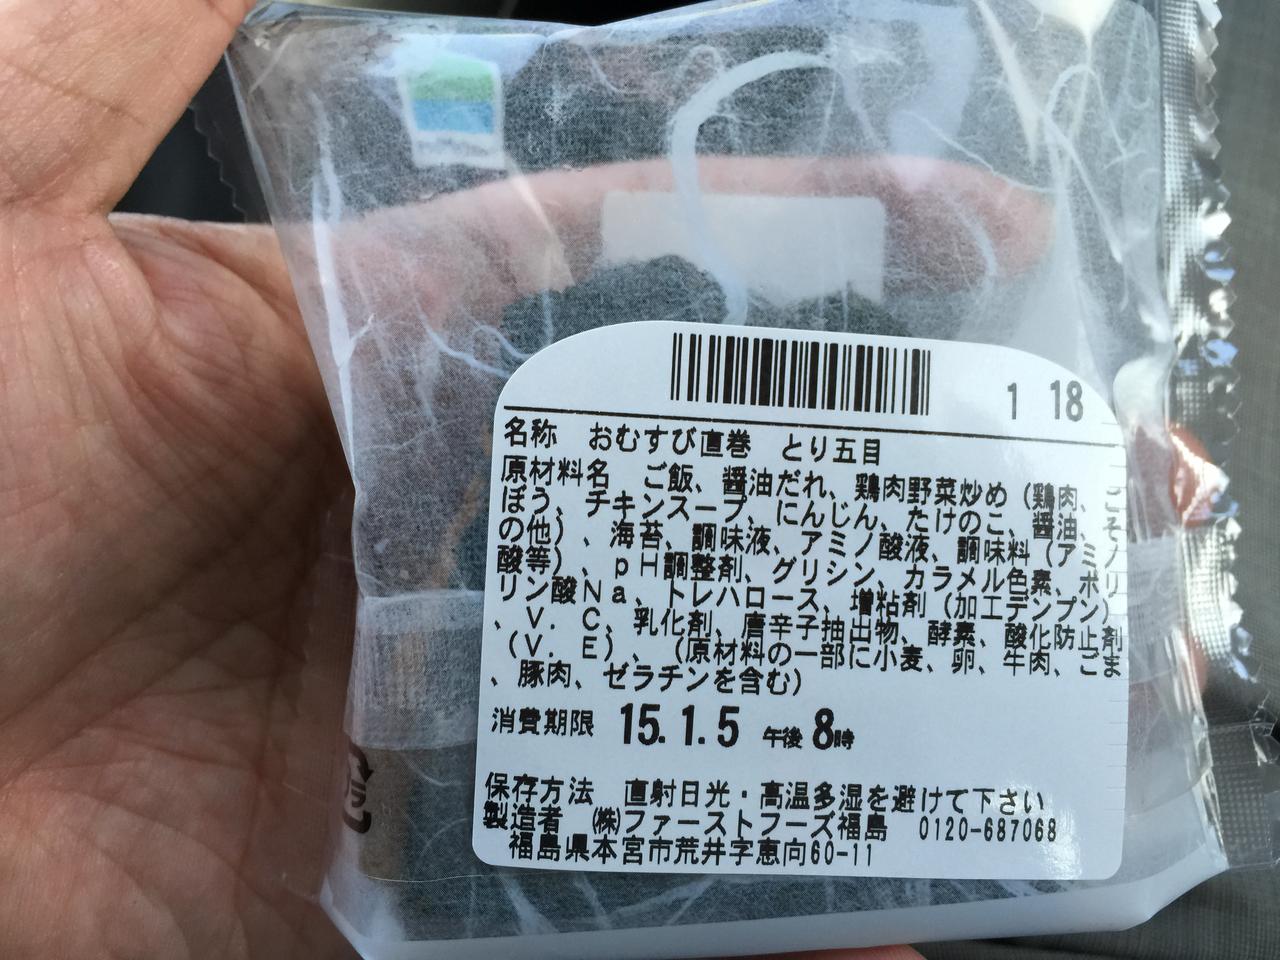 1 18
名称 おむすび直巻 とり五目
原材料名 ご飯、醤油だれ、鶏肉野菜炒め（鶏肉、ご
ぼう、チキンスープ、にんじん、たけのこ、醤油、そ
の他）、海苔、調味液、アミノ酸液、調味料（アミノ
酸等）、ｐＨ調整剤、グリシン、カラメル色素、ポリ
リン酸Ｎａ、トレハロース、増粘剤（加工デンプン）
、Ｖ．Ｃ、乳化剤、唐辛子抽出物、酵素、酸化防止剤
（Ｖ．Ｅ）、（原材料の一部に小麦、卵、牛肉、ごま
、豚肉、ゼラチンを含む）
消費期限 15.1.5 午後8時
保存方法 直射日光・高温多湿を避けて下さい
製造者 ㈱ファーストフーズ福島 0120-687068
福島県本宮市荒井字恵向60-11
プラ